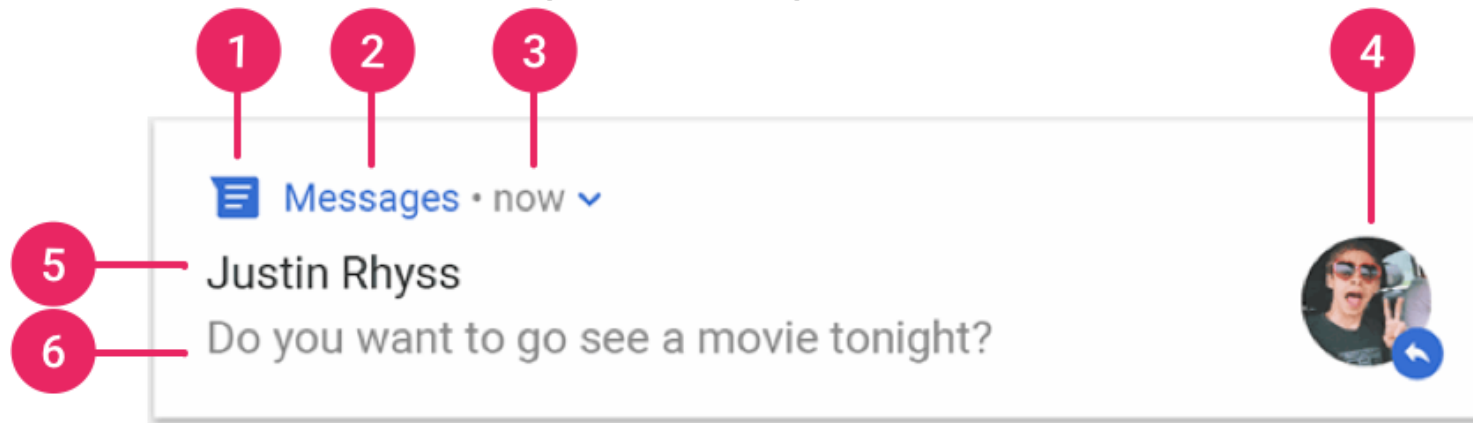 1 2 3 4
Messages • now
5 Justin Rhyss
6 Do you want to go see a movie tonight?